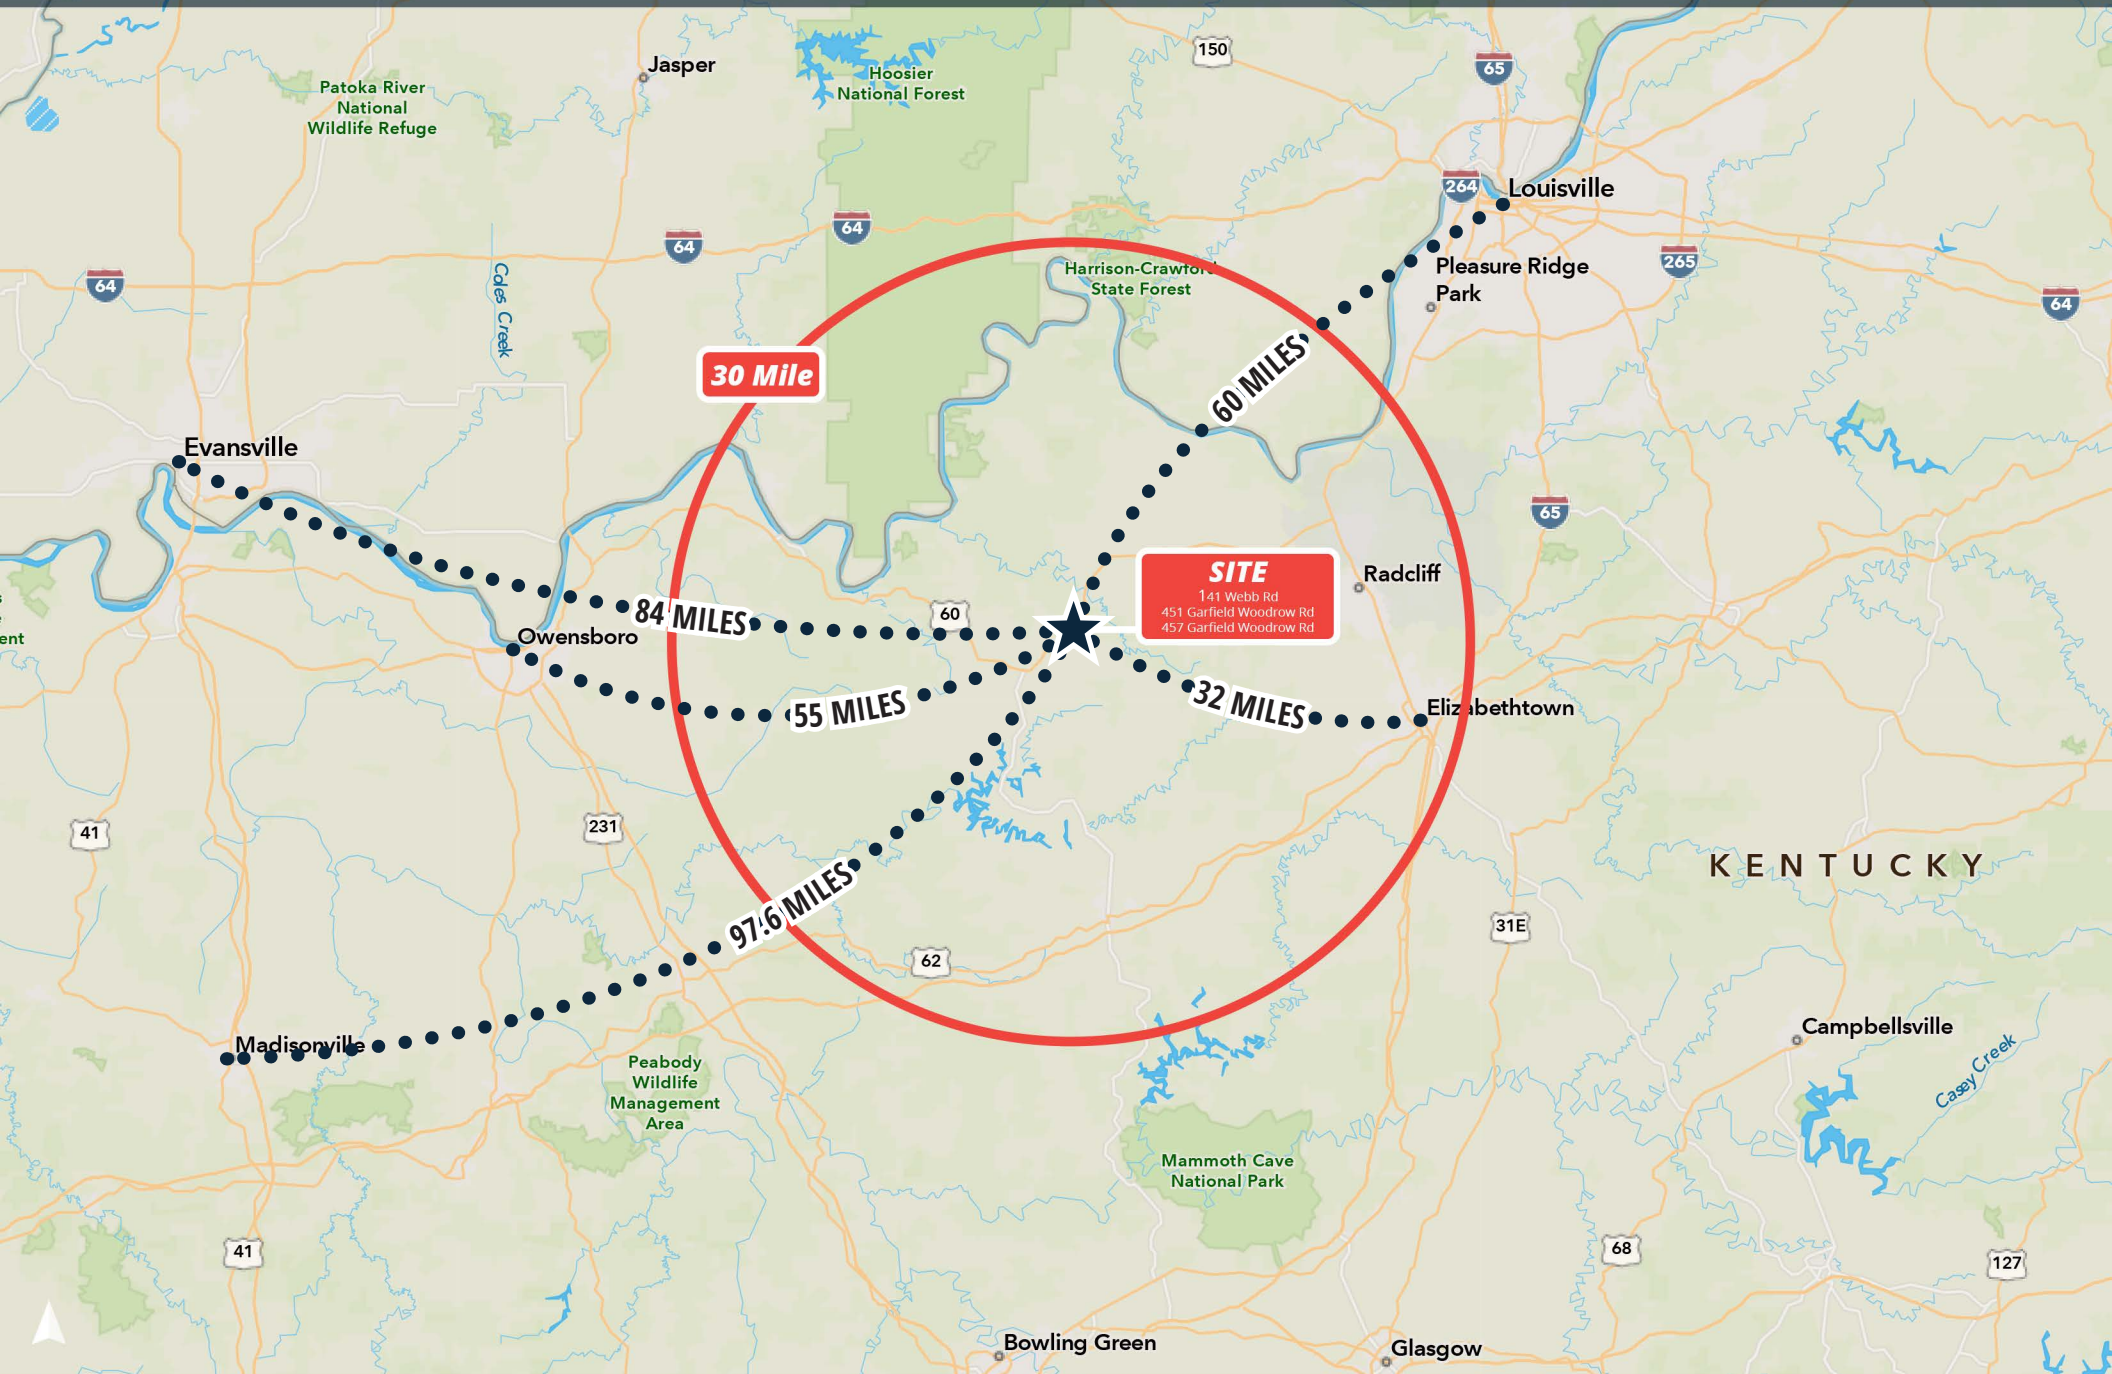 150
65
Jasper
Hoosier
National Forest
Patoka River
National
Wildlife Refuge
264
Louisville
64
64
64
265
64
Coles Creek
Harrison-Crawford
State Forest
Pleasure Ridge
Park
30 Mile
60 MILES
Evansville
65
SITE
141 Webb Rd
451 Garfield Woodrow Rd
457 Garfield Woodrow Rd
Radcliff
ent
84 MILES
60
Owensboro
55 MILES
32 MILES
Elizabethtown
41
231
KENTUCKY
97.6 MILES
31E
62
Madisonville
Campbellsville
Casey Creek
Peabody
Wildlife
Management
Area
Mammoth Cave
National Park
41
68
127
Bowling Green
Glasgow